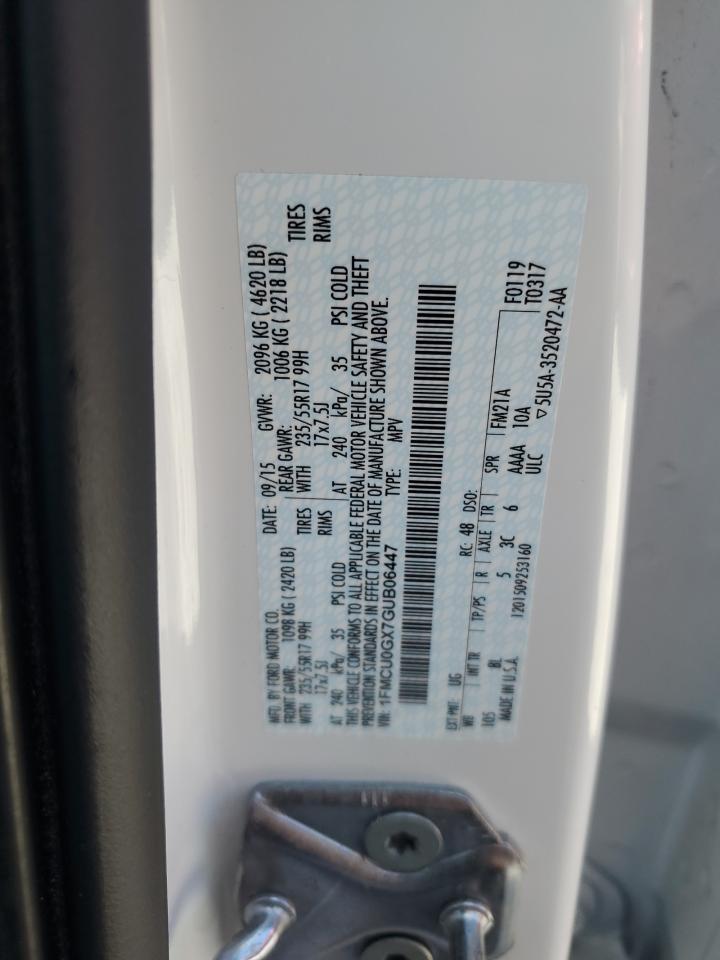 MFD. BY FORD MOTOR CO. DATE: 09/15 GVWR: 2096 KG ( 4620 LB)
FRONT GAWR: 1098 KG ( 2420 LB) REAR GAWR: 1006 KG ( 2218 LB)
WITH 235/55R17 99H TIRES WITH 235/55R17 99H TIRES
17x7.5J RIMS 17x7.5J RIMS
AT 240 kPa/ 35 PSI COLD AT 240 kPa/ 35 PSI COLD
THIS VEHICLE CONFORMS TO ALL APPLICABLE FEDERAL MOTOR VEHICLE SAFETY AND THEFT
PREVENTION STANDARDS IN EFFECT ON THE DATE OF MANUFACTURE SHOWN ABOVE.
VIN: 1FMCU0GX7GUB06447 TYPE: MPV
EXT PNT: UG RC: 48 DSO: F0119
WB INT TR TP/PS R AXLE TR SPR FM21A T0317
105 BL 5 3C 6 AAAA 10A
MADE IN U.S.A. 1201509253160 ULC ▽5U5A-3520472-AA